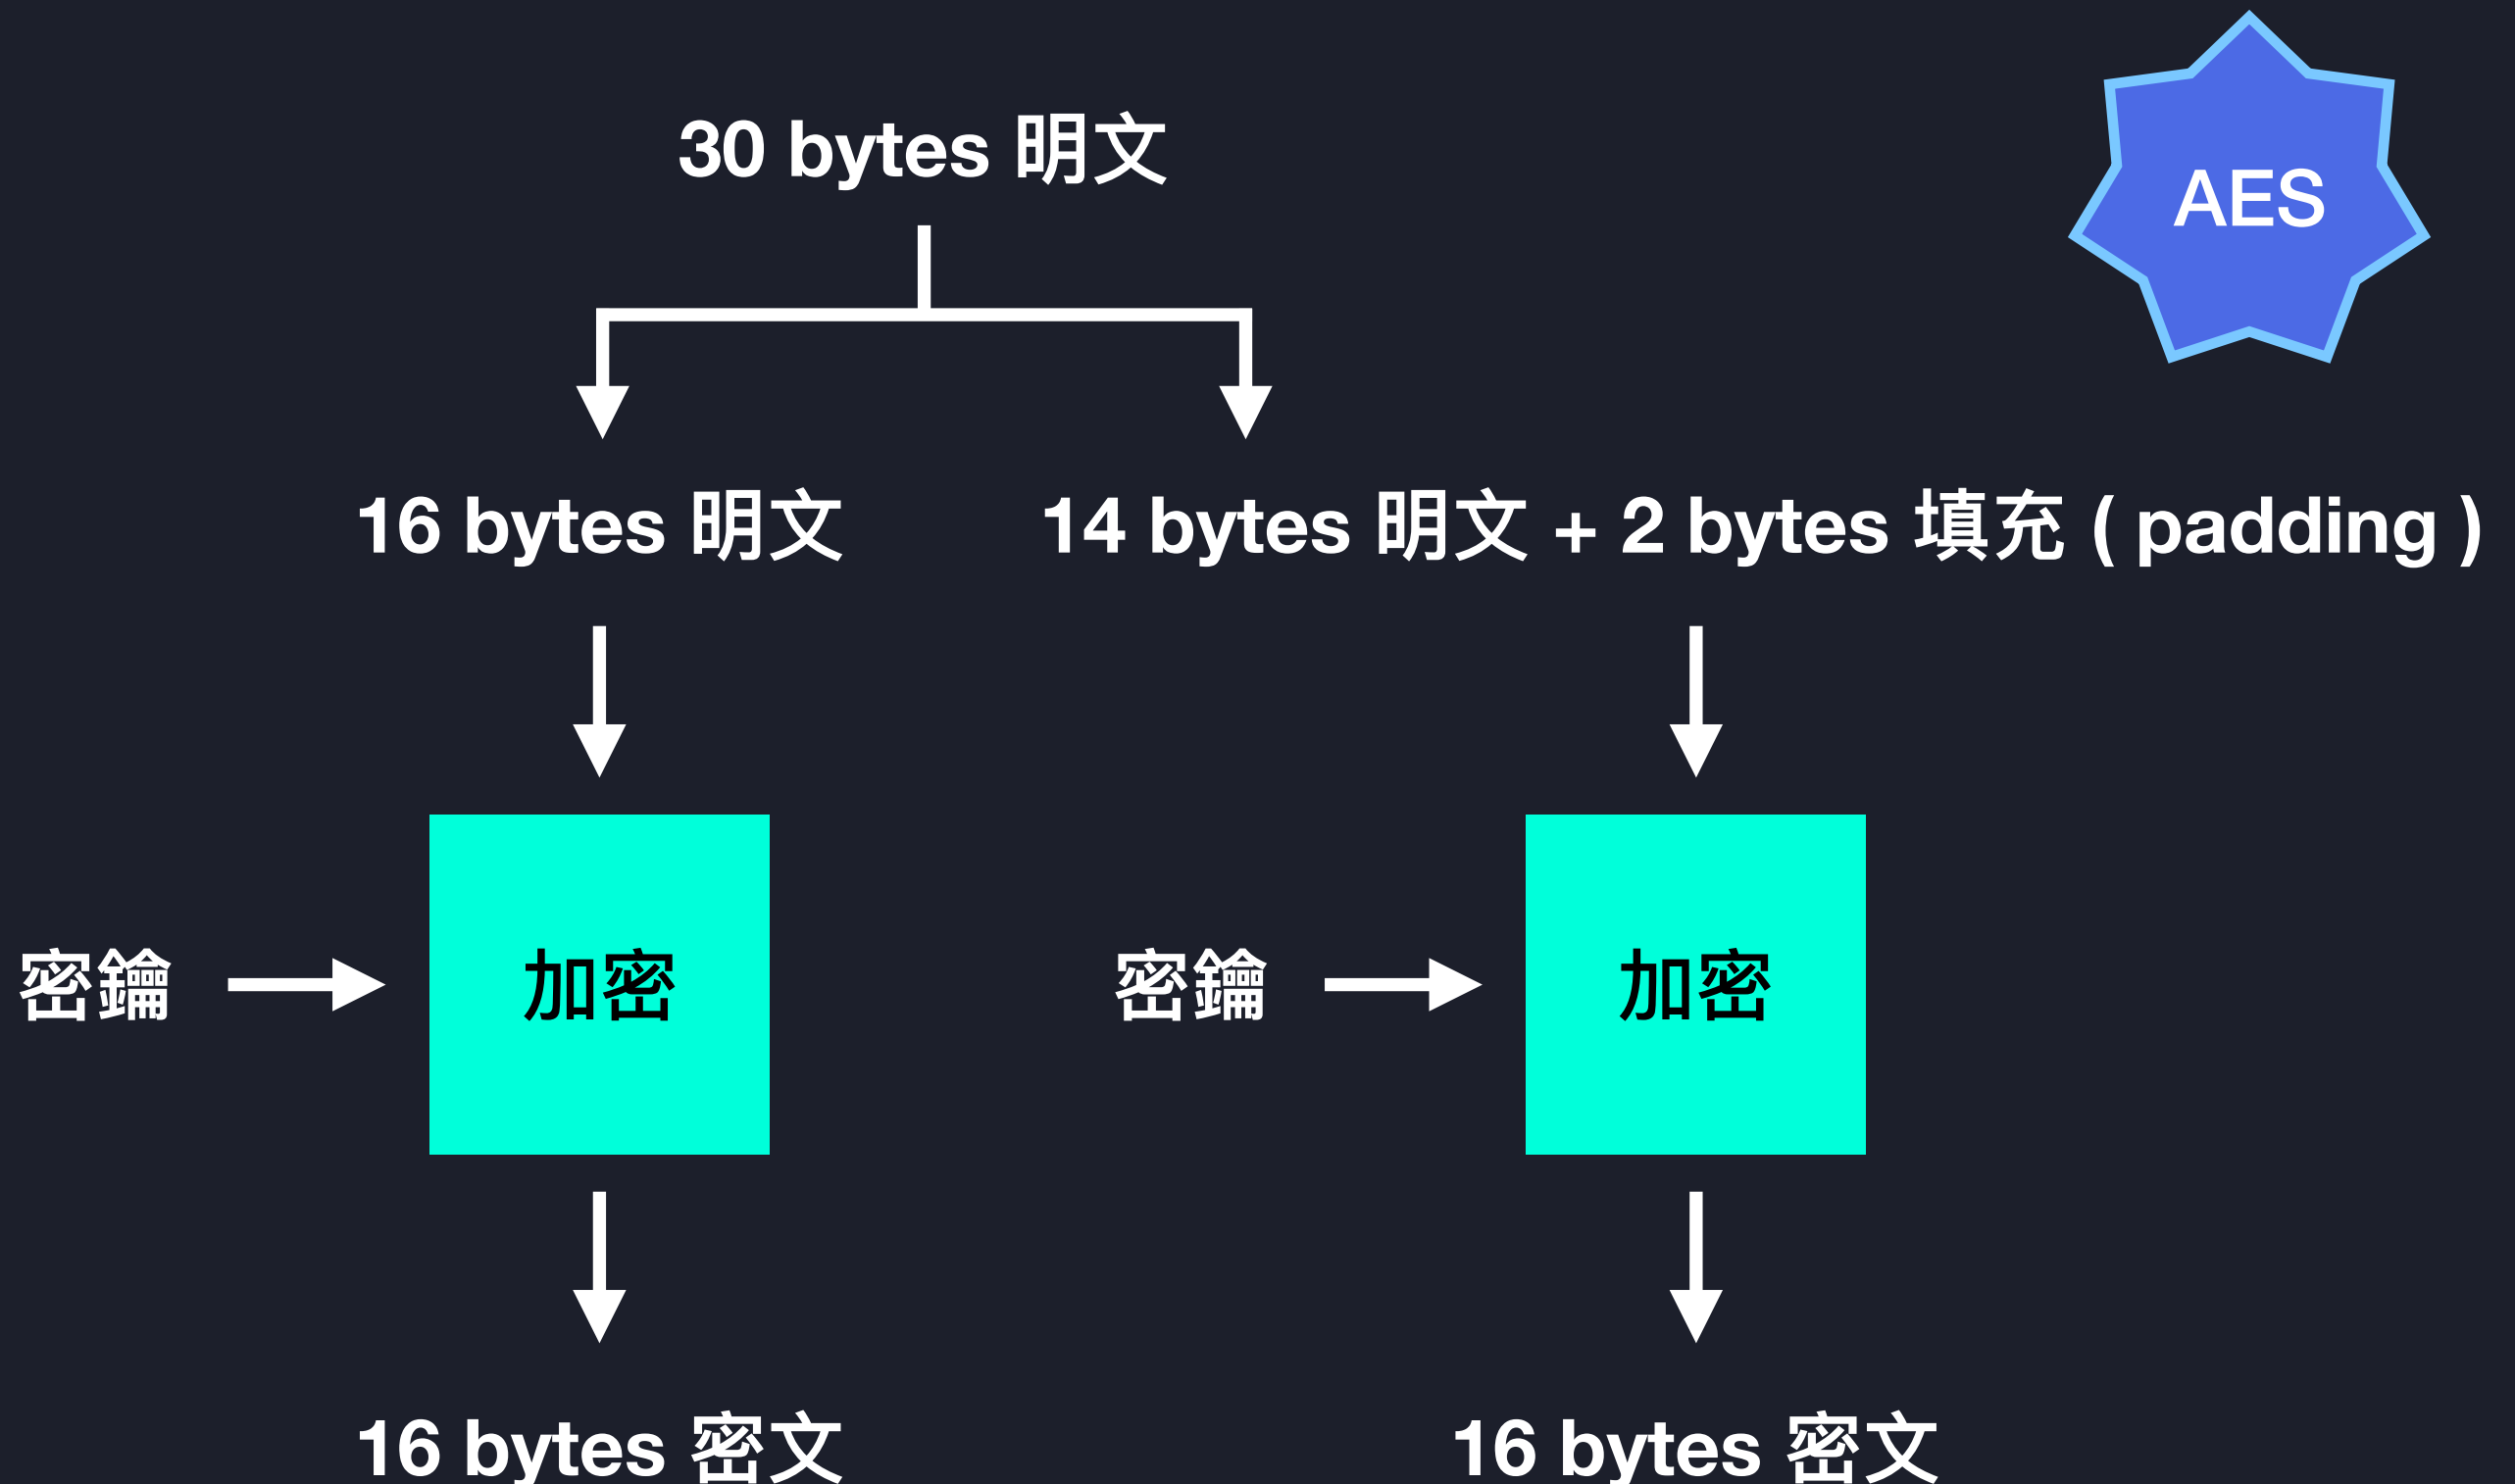 AES
30 bytes 明文
16 bytes 明文
14 bytes 明文 + 2 bytes 填充 ( padding )
密鑰
加密
密鑰
加密
16 bytes 密文
16 bytes 密文